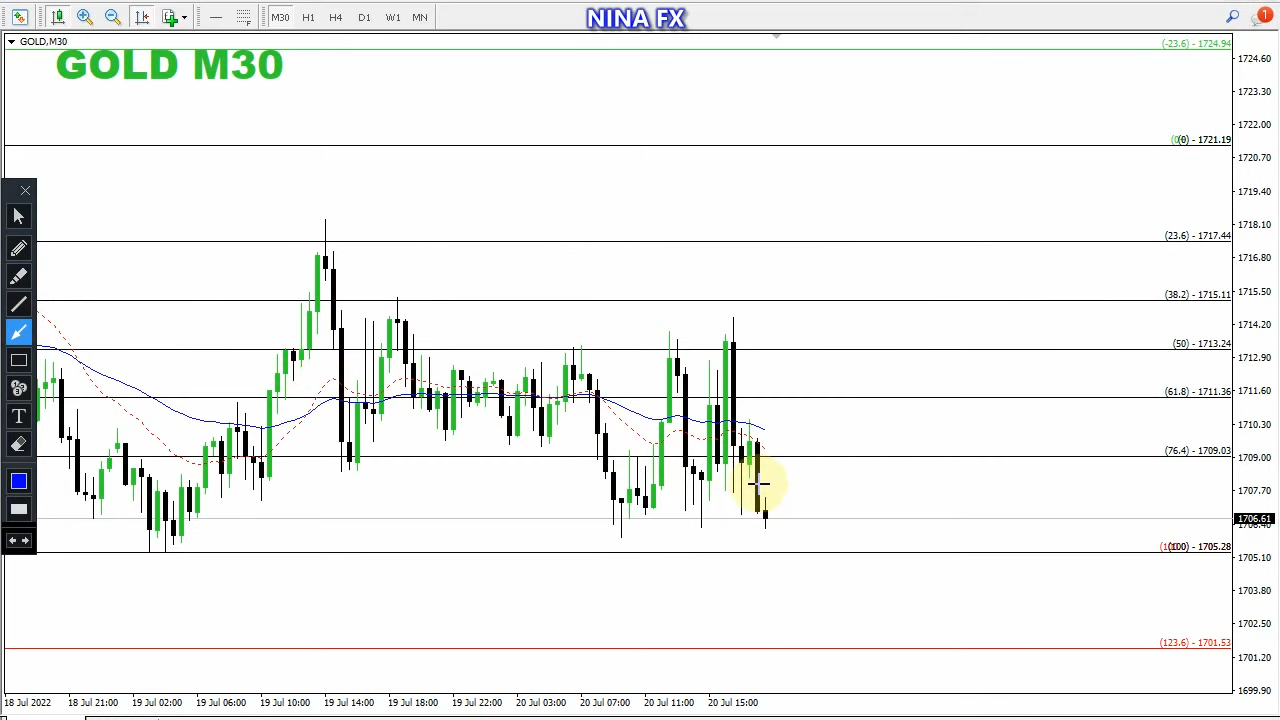 M30 H1 H4 D1 W1 MN
NINA FX
1
GOLD,M30
GOLD M30
(-23.6) - 1724.94
(0) - 1721.19
(23.6) - 1717.44
(38.2) - 1715.11
(50) - 1713.24
(61.8) - 1711.36
(76.4) - 1709.03
(100) - 1705.28
(123.6) - 1701.53
1724.60
1723.30
1722.00
1720.70
1719.40
1718.10
1716.80
1715.50
1714.20
1712.90
1711.60
1710.30
1709.00
1707.70
1706.61
1706.40
1705.10
1703.80
1702.50
1701.20
1699.90
T
18 Jul 2022 18 Jul 21:00 19 Jul 02:00 19 Jul 06:00 19 Jul 10:00 19 Jul 14:00 19 Jul 18:00 19 Jul 22:00 20 Jul 03:00 20 Jul 07:00 20 Jul 11:00 20 Jul 15:00